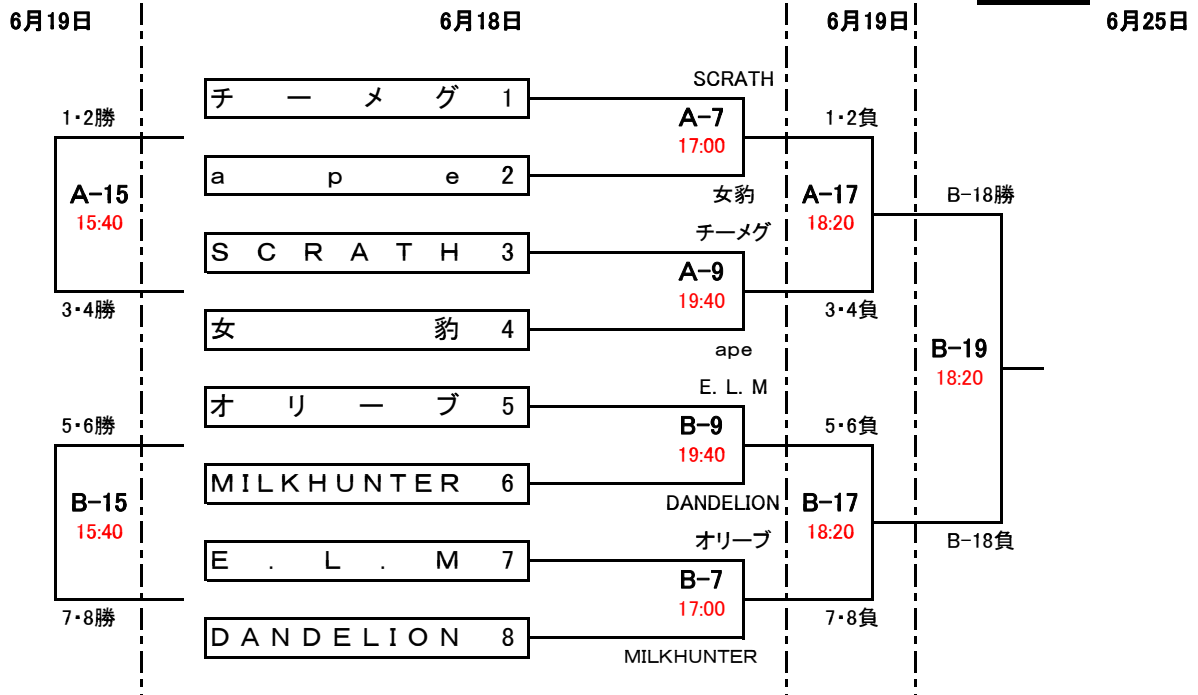 6月19日 6月18日 6月19日 6月25日
SCRATH
チーメグ 1
1・2勝 A-7 1・2負
17:00
ape 2
A-15 女豹 A-17 B-18勝
15:40 18:20
チーメグ
SCRATH 3
A-9
19:40
3・4勝 3・4負
女豹 4
ape B-19
18:20
E. L. M
オリーブ 5
5・6勝 B-9 5・6負
19:40
MILKHUNTER 6
B-15 DANDELION B-17
15:40 18:20
オリーブ B-18負
E.L.M 7
B-7
17:00
7・8勝 7・8負
DANDELION 8
MILKHUNTER